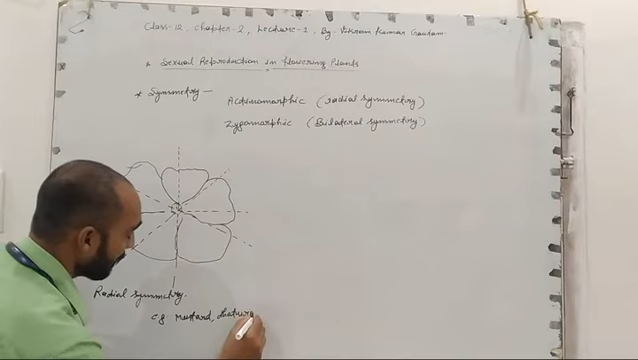 Class-12, Chapter-2, Lecture-1, By- Vikram Kumar Gautam
* Sexual Reproduction in flowering Plants
* Symmetry -
Actinomorphic (radial symmetry)
Zygomorphic (Bilateral symmetry)
Radial symmetry.
eg. Mustard, Datura